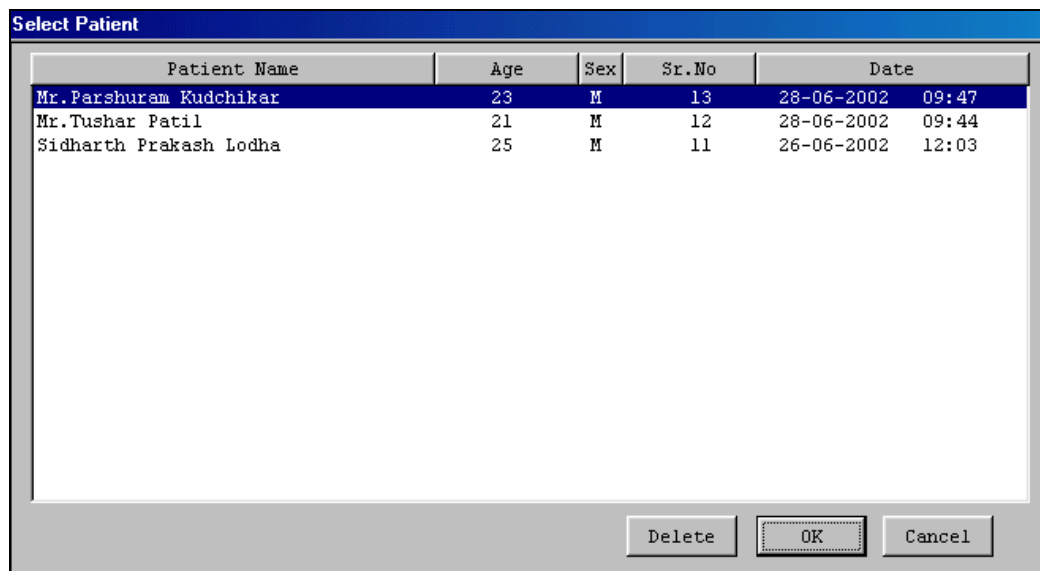 Select Patient
Patient Name Age Sex Sr.No Date
Mr.Parshuram Kudchikar 23 M 13 28-06-2002 09:47
Mr.Tushar Patil 21 M 12 28-06-2002 09:44
Sidharth Prakash Lodha 25 M 11 26-06-2002 12:03
Delete OK Cancel